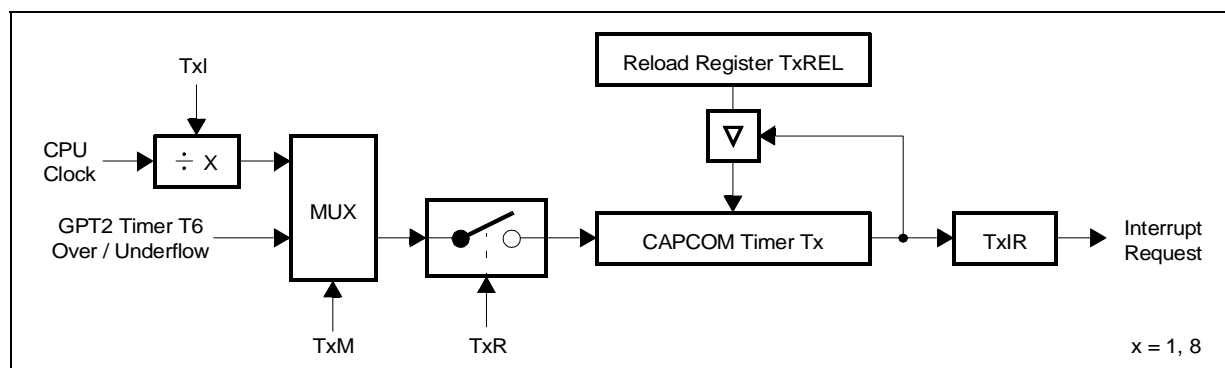 Reload Register TxREL
TxI
CPU
Clock
÷ X
MUX
GPT2 Timer T6
Over / Underflow
CAPCOM Timer Tx
TxIR
Interrupt
Request
TxM
TxR
x = 1, 8